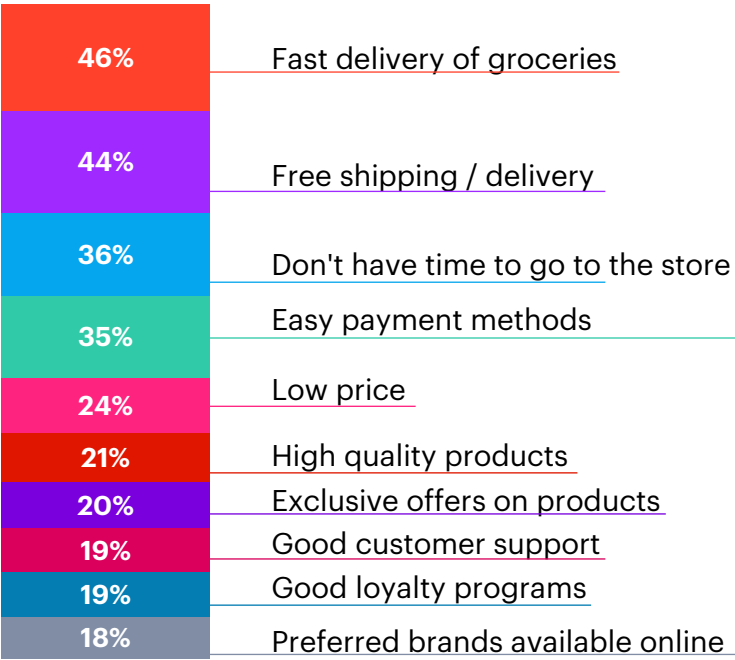 46% Fast delivery of groceries
44% Free shipping / delivery
36% Don't have time to go to the store
35% Easy payment methods
24% Low price
21% High quality products
20% Exclusive offers on products
19% Good customer support
19% Good loyalty programs
18% Preferred brands available online